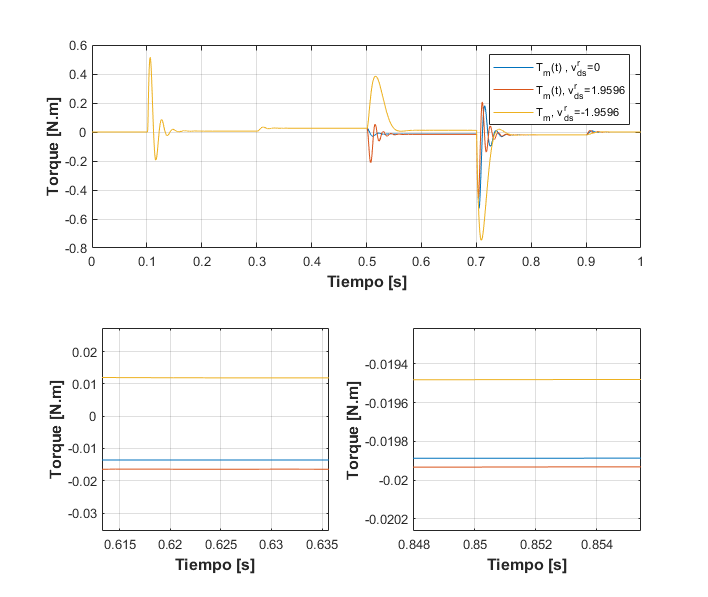 0.6
0.4
0.2
0
-0.2
-0.4
-0.6
-0.8
Torque [N.m]
T_m(t) , v^r_ds=0
T_m(t), v^r_ds=1.9596
T_m, v^r_ds=-1.9596
0 0.1 0.2 0.3 0.4 0.5 0.6 0.7 0.8 0.9 1
Tiempo [s]
0.02
0.01
0
-0.01
-0.02
-0.03
Torque [N.m]
0.615 0.62 0.625 0.63 0.635
Tiempo [s]
-0.0194
-0.0196
-0.0198
-0.02
-0.0202
Torque [N.m]
0.848 0.85 0.852 0.854
Tiempo [s]